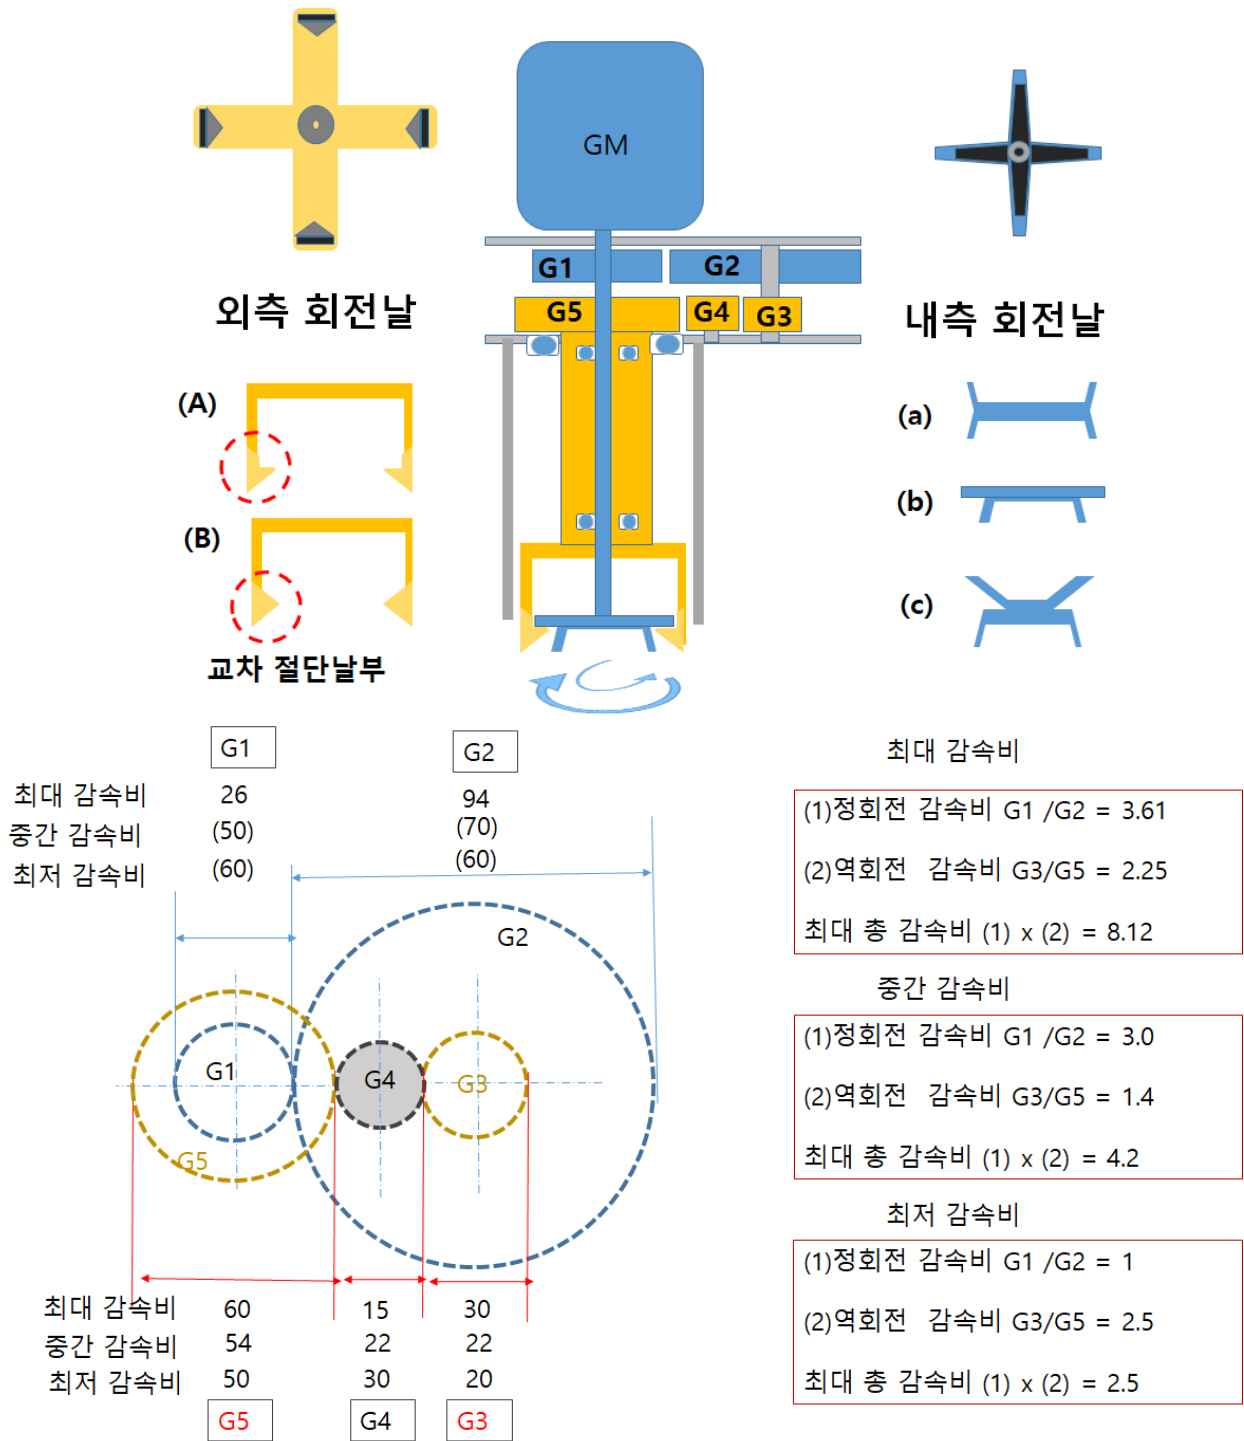 GM
G1
G2
G5
G4
G3
외측 회전날
내측 회전날
(A)
(B)
교차 절단날부
(a)
(b)
(c)
G1
G2
최대 감속비 26 94
중간 감속비 (50) (70)
최저 감속비 (60) (60)
G2
G1
G4
G3
G5
최대 감속비 60 15 30
중간 감속비 54 22 22
최저 감속비 50 30 20
G5
G4
G3
최대 감속비
(1)정회전 감속비 G1 /G2 = 3.61
(2)역회전 감속비 G3/G5 = 2.25
최대 총 감속비 (1) x (2) = 8.12
중간 감속비
(1)정회전 감속비 G1 /G2 = 3.0
(2)역회전 감속비 G3/G5 = 1.4
최대 총 감속비 (1) x (2) = 4.2
최저 감속비
(1)정회전 감속비 G1 /G2 = 1
(2)역회전 감속비 G3/G5 = 2.5
최대 총 감속비 (1) x (2) = 2.5